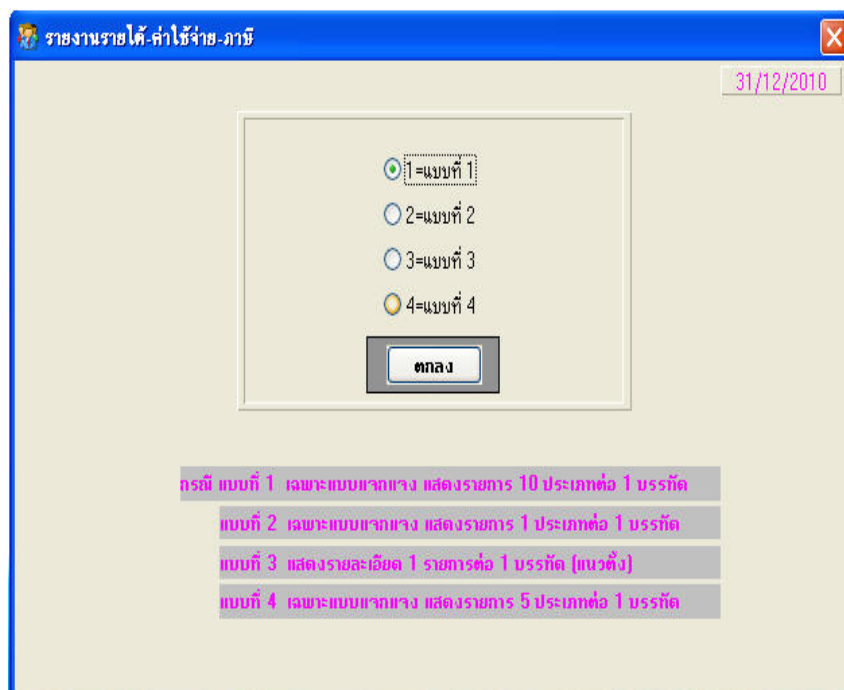 รายงานรายได้-ค่าใช้จ่าย-ภาษี
31/12/2010
1=แบบที่ 1
2=แบบที่ 2
3=แบบที่ 3
4=แบบที่ 4
ตกลง
กรณี แบบที่ 1 เฉพาะแบบแจกแจง แสดงรายการ 10 ประเภทต่อ 1 บรรทัด
แบบที่ 2 เฉพาะแบบแจกแจง แสดงรายการ 1 ประเภทต่อ 1 บรรทัด
แบบที่ 3 แสดงรายละเอียด 1 รายการต่อ 1 บรรทัด (แนวตั้ง)
แบบที่ 4 เฉพาะแบบแจกแจง แสดงรายการ 5 ประเภทต่อ 1 บรรทัด